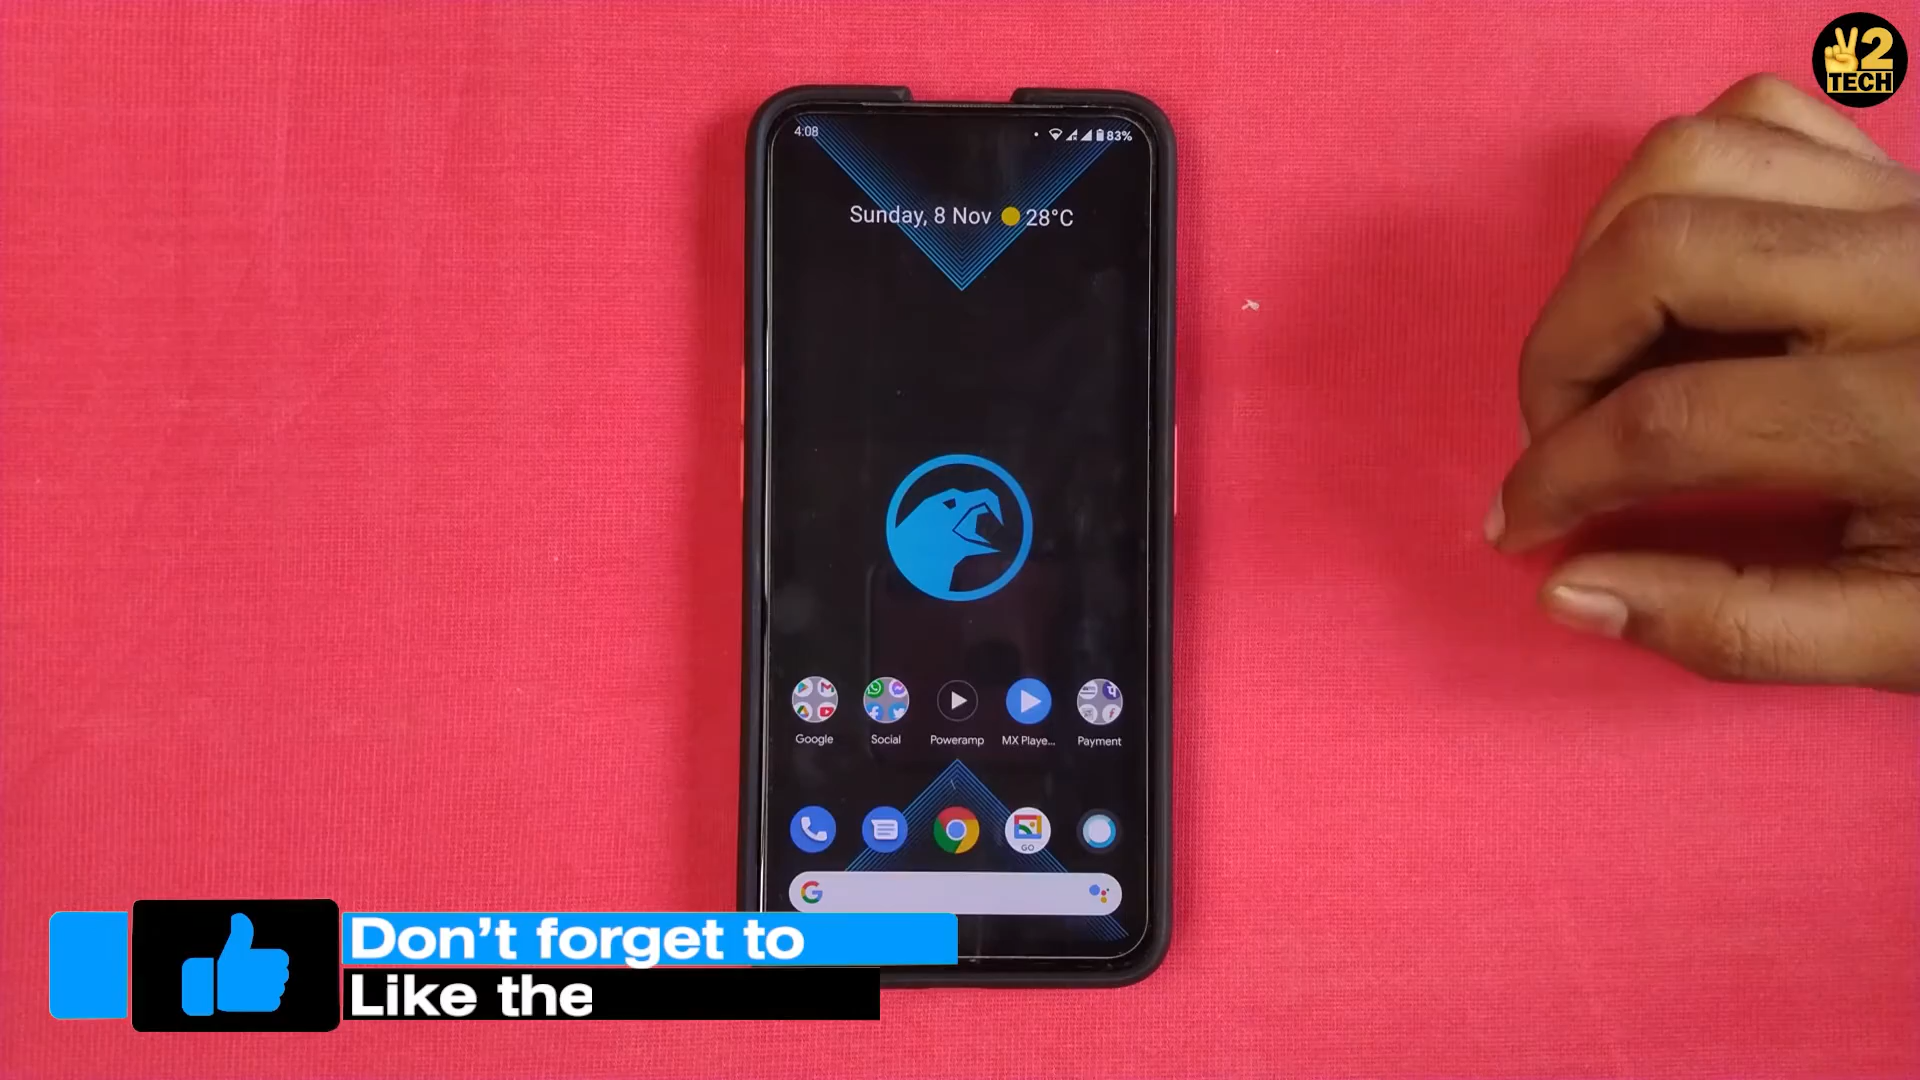 2
TECH
4:08
83%
Sunday, 8 Nov 28°C
Google
Social
Poweramp
MX Playe...
Payment
GO
G
Don't forget to
Like the